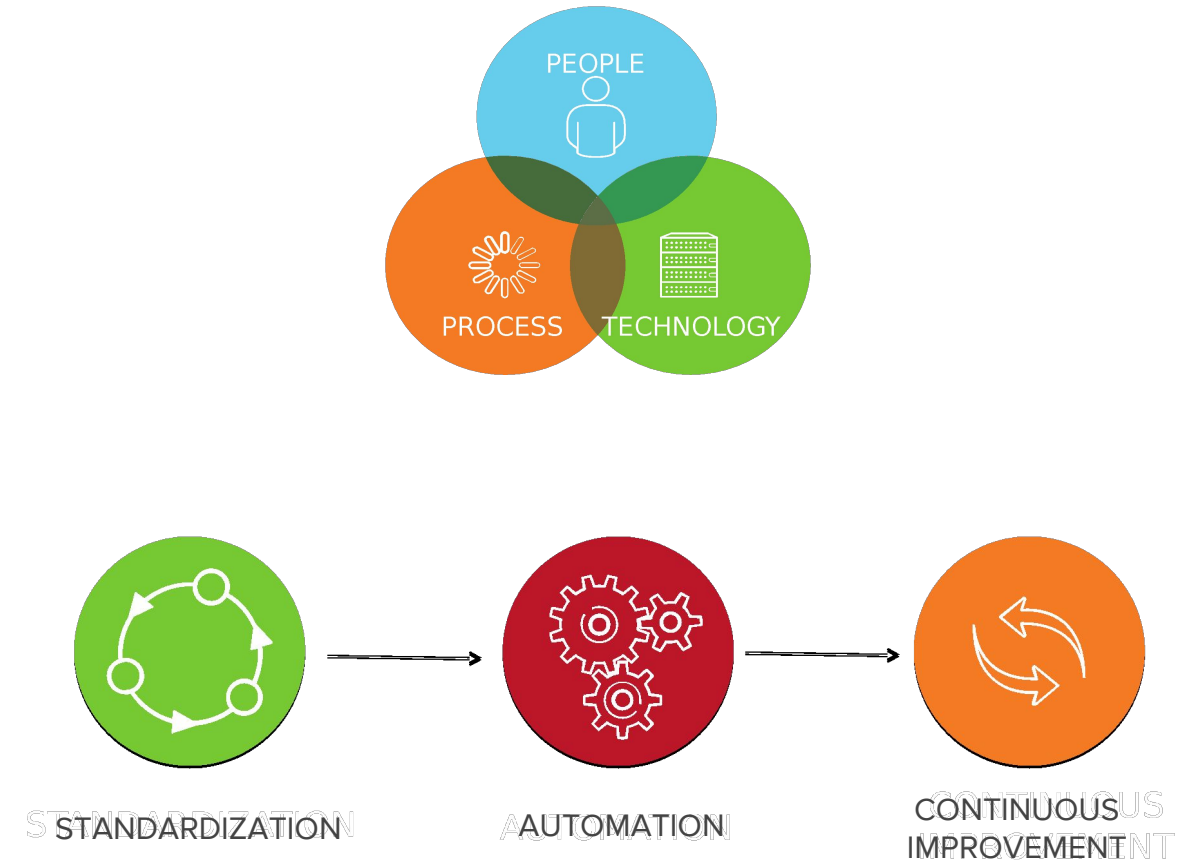 PEOPLE
PROCESS TECHNOLOGY
STANDARDIZATION
AUTOMATION
CONTINUOUS
IMPROVEMENT